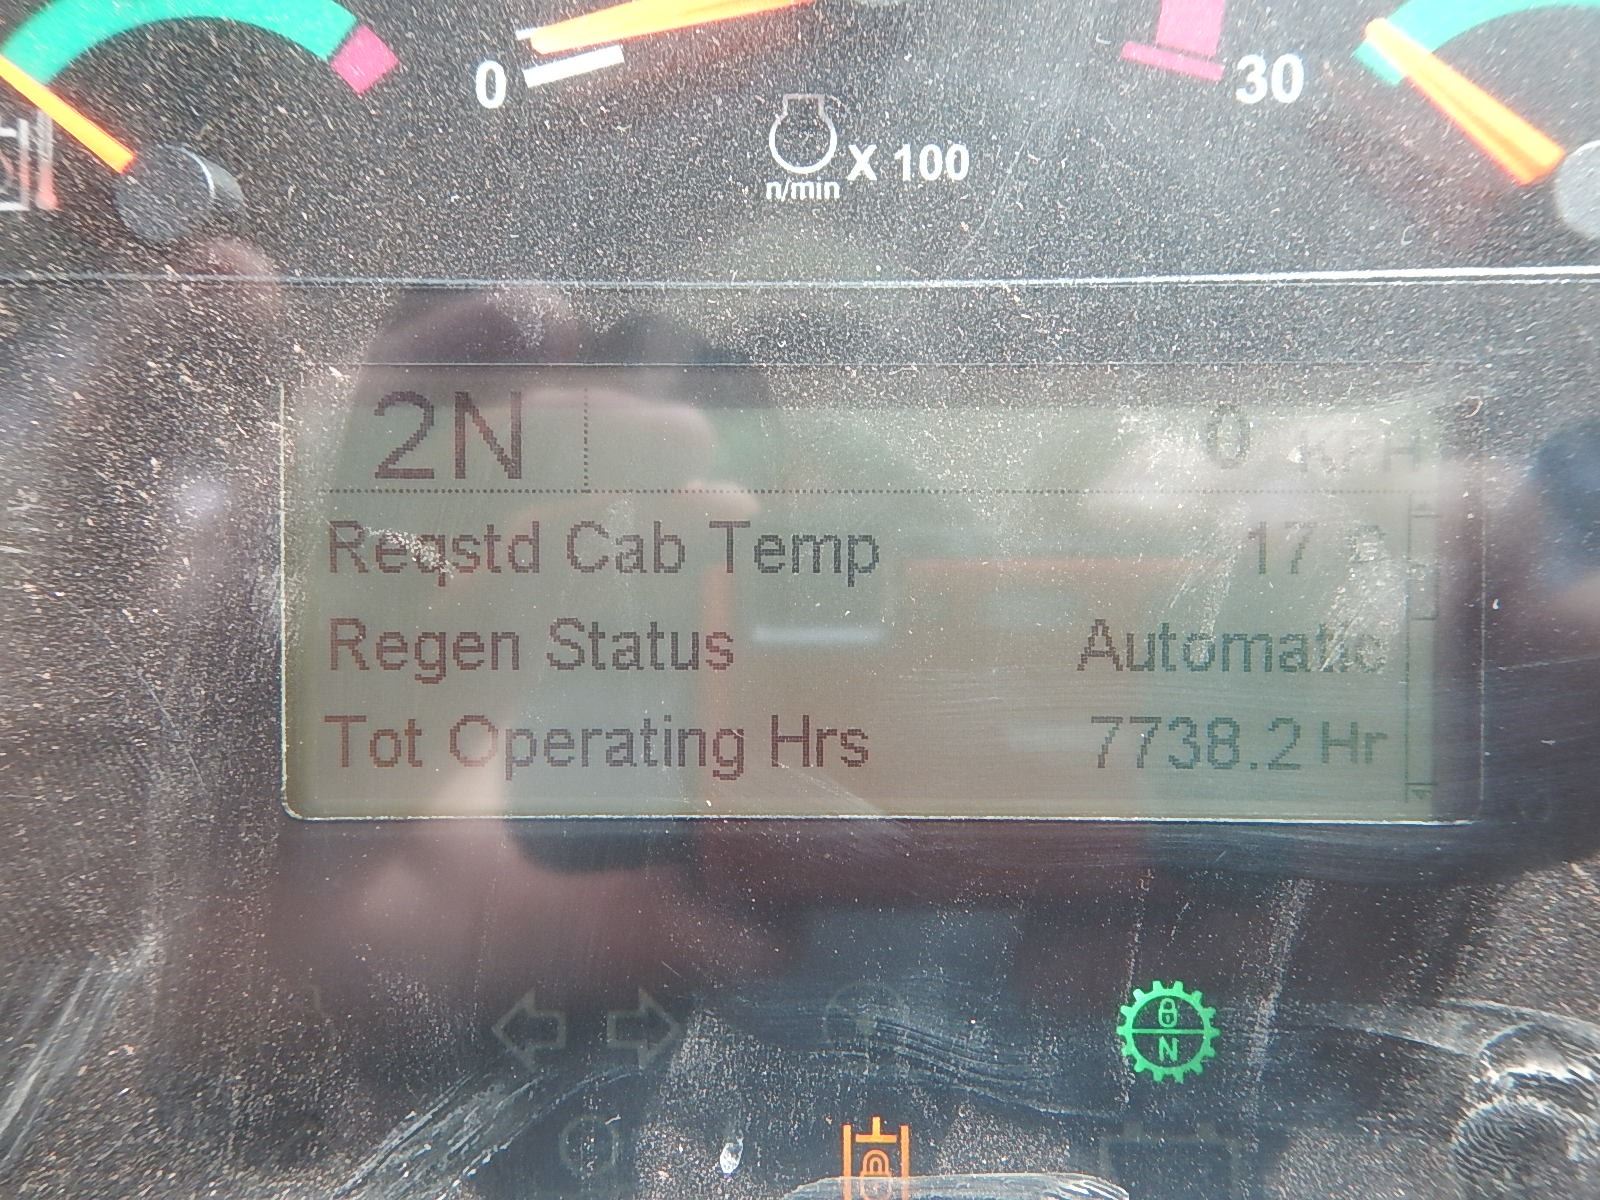 0 30
X 100
n/min
2N 0 KPH
Reqstd Cab Temp 17
Regen Status Automatic
Tot Operating Hrs 7738.2 Hr
N